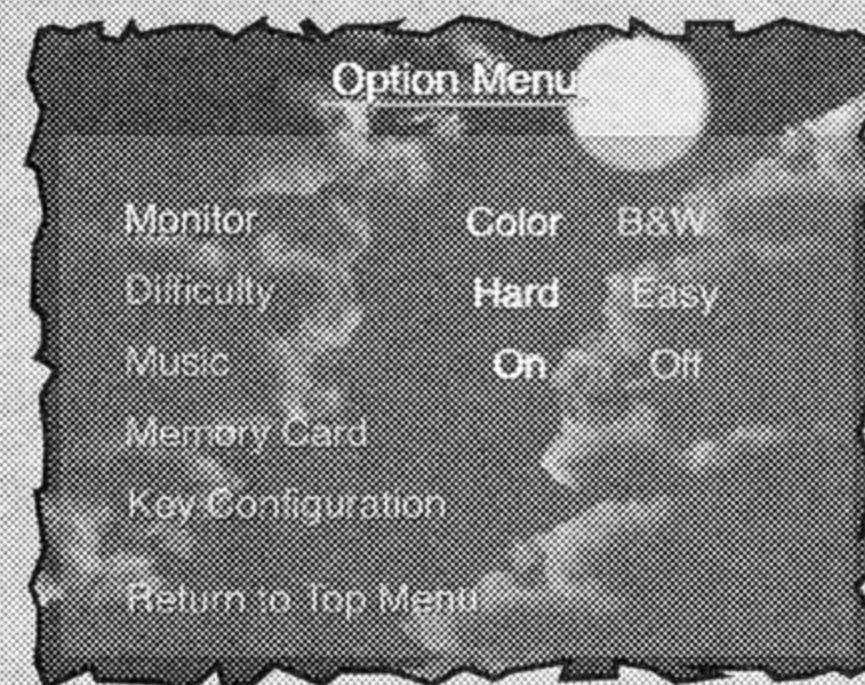 Option Menu
Monitor Color B&W
Difficulty Hard Easy
Music On Off
Memory Card
Key Configuration
Return to Top Menu